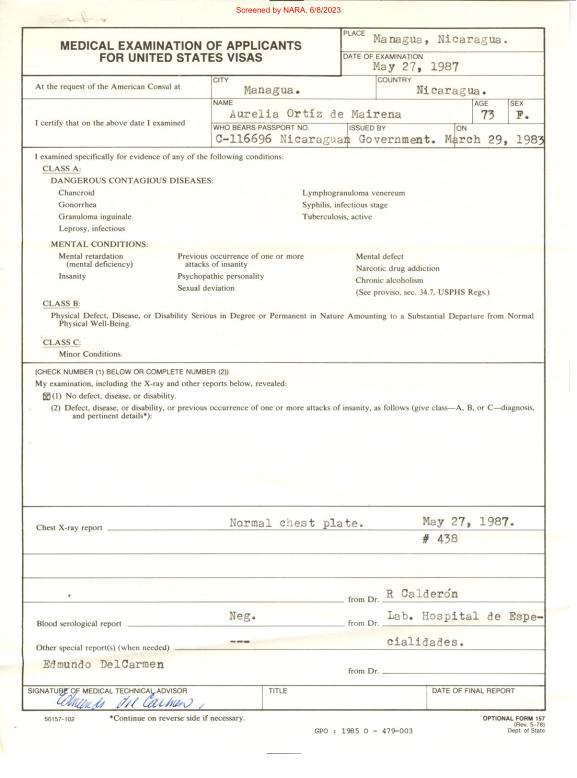 Screened by NARA, 6/8/2023
MEDICAL EXAMINATION OF APPLICANTS
FOR UNITED STATES VISAS
PLACE
Managua, Nicaragua.
DATE OF EXAMINATION
May 27, 1987
At the request of the American Consul at
CITY
Managua.
COUNTRY
Nicaragua.
I certify that on the above date I examined
NAME
Aurelia Ortíz de Mairena
AGE
73
SEX
F.
WHO BEARS PASSPORT NO.
ISSUED BY
ON
C-116696 Nicaraguan Government. March 29, 1983
I examined specifically for evidence of any of the following conditions:
CLASS A:
DANGEROUS CONTAGIOUS DISEASES:
Chancroid
Gonorrhea
Granuloma inguinale
Leprosy, infectious
Lymphogranuloma venereum
Syphilis, infectious stage
Tuberculosis, active
MENTAL CONDITIONS:
Mental retardation
(mental deficiency)
Insanity
Previous occurrence of one or more
attacks of insanity
Psychopathic personality
Sexual deviation
Mental defect
Narcotic drug addiction
Chronic alcoholism
(See proviso, sec. 34.7, USPHS Regs.)
CLASS B:
Physical Defect, Disease, or Disability Serious in Degree or Permanent in Nature Amounting to a Substantial Departure from Normal
Physical Well-Being.
CLASS C:
Minor Conditions.
(CHECK NUMBER (1) BELOW OR COMPLETE NUMBER (2))
My examination, including the X-ray and other reports below, revealed:
☒ (1) No defect, disease, or disability.
(2) Defect, disease, or disability, or previous occurrence of one or more attacks of insanity, as follows (give class—A, B, or C—diagnosis,
and pertinent details*):
Chest X-ray report Normal chest plate. May 27, 1987.
# 438
from Dr. R Calderón
Blood serological report Neg. from Dr. Lab. Hospital de Espe-
Other special report(s) (when needed) --- cialidades.
Edmundo DelCarmen
from Dr.
SIGNATURE OF MEDICAL TECHNICAL ADVISOR
Edmundo Del Carmen
TITLE
DATE OF FINAL REPORT
50157-102
*Continue on reverse side if necessary.
GPO : 1985 O - 479-003
OPTIONAL FORM 157
(Rev. 5-78)
Dept. of State